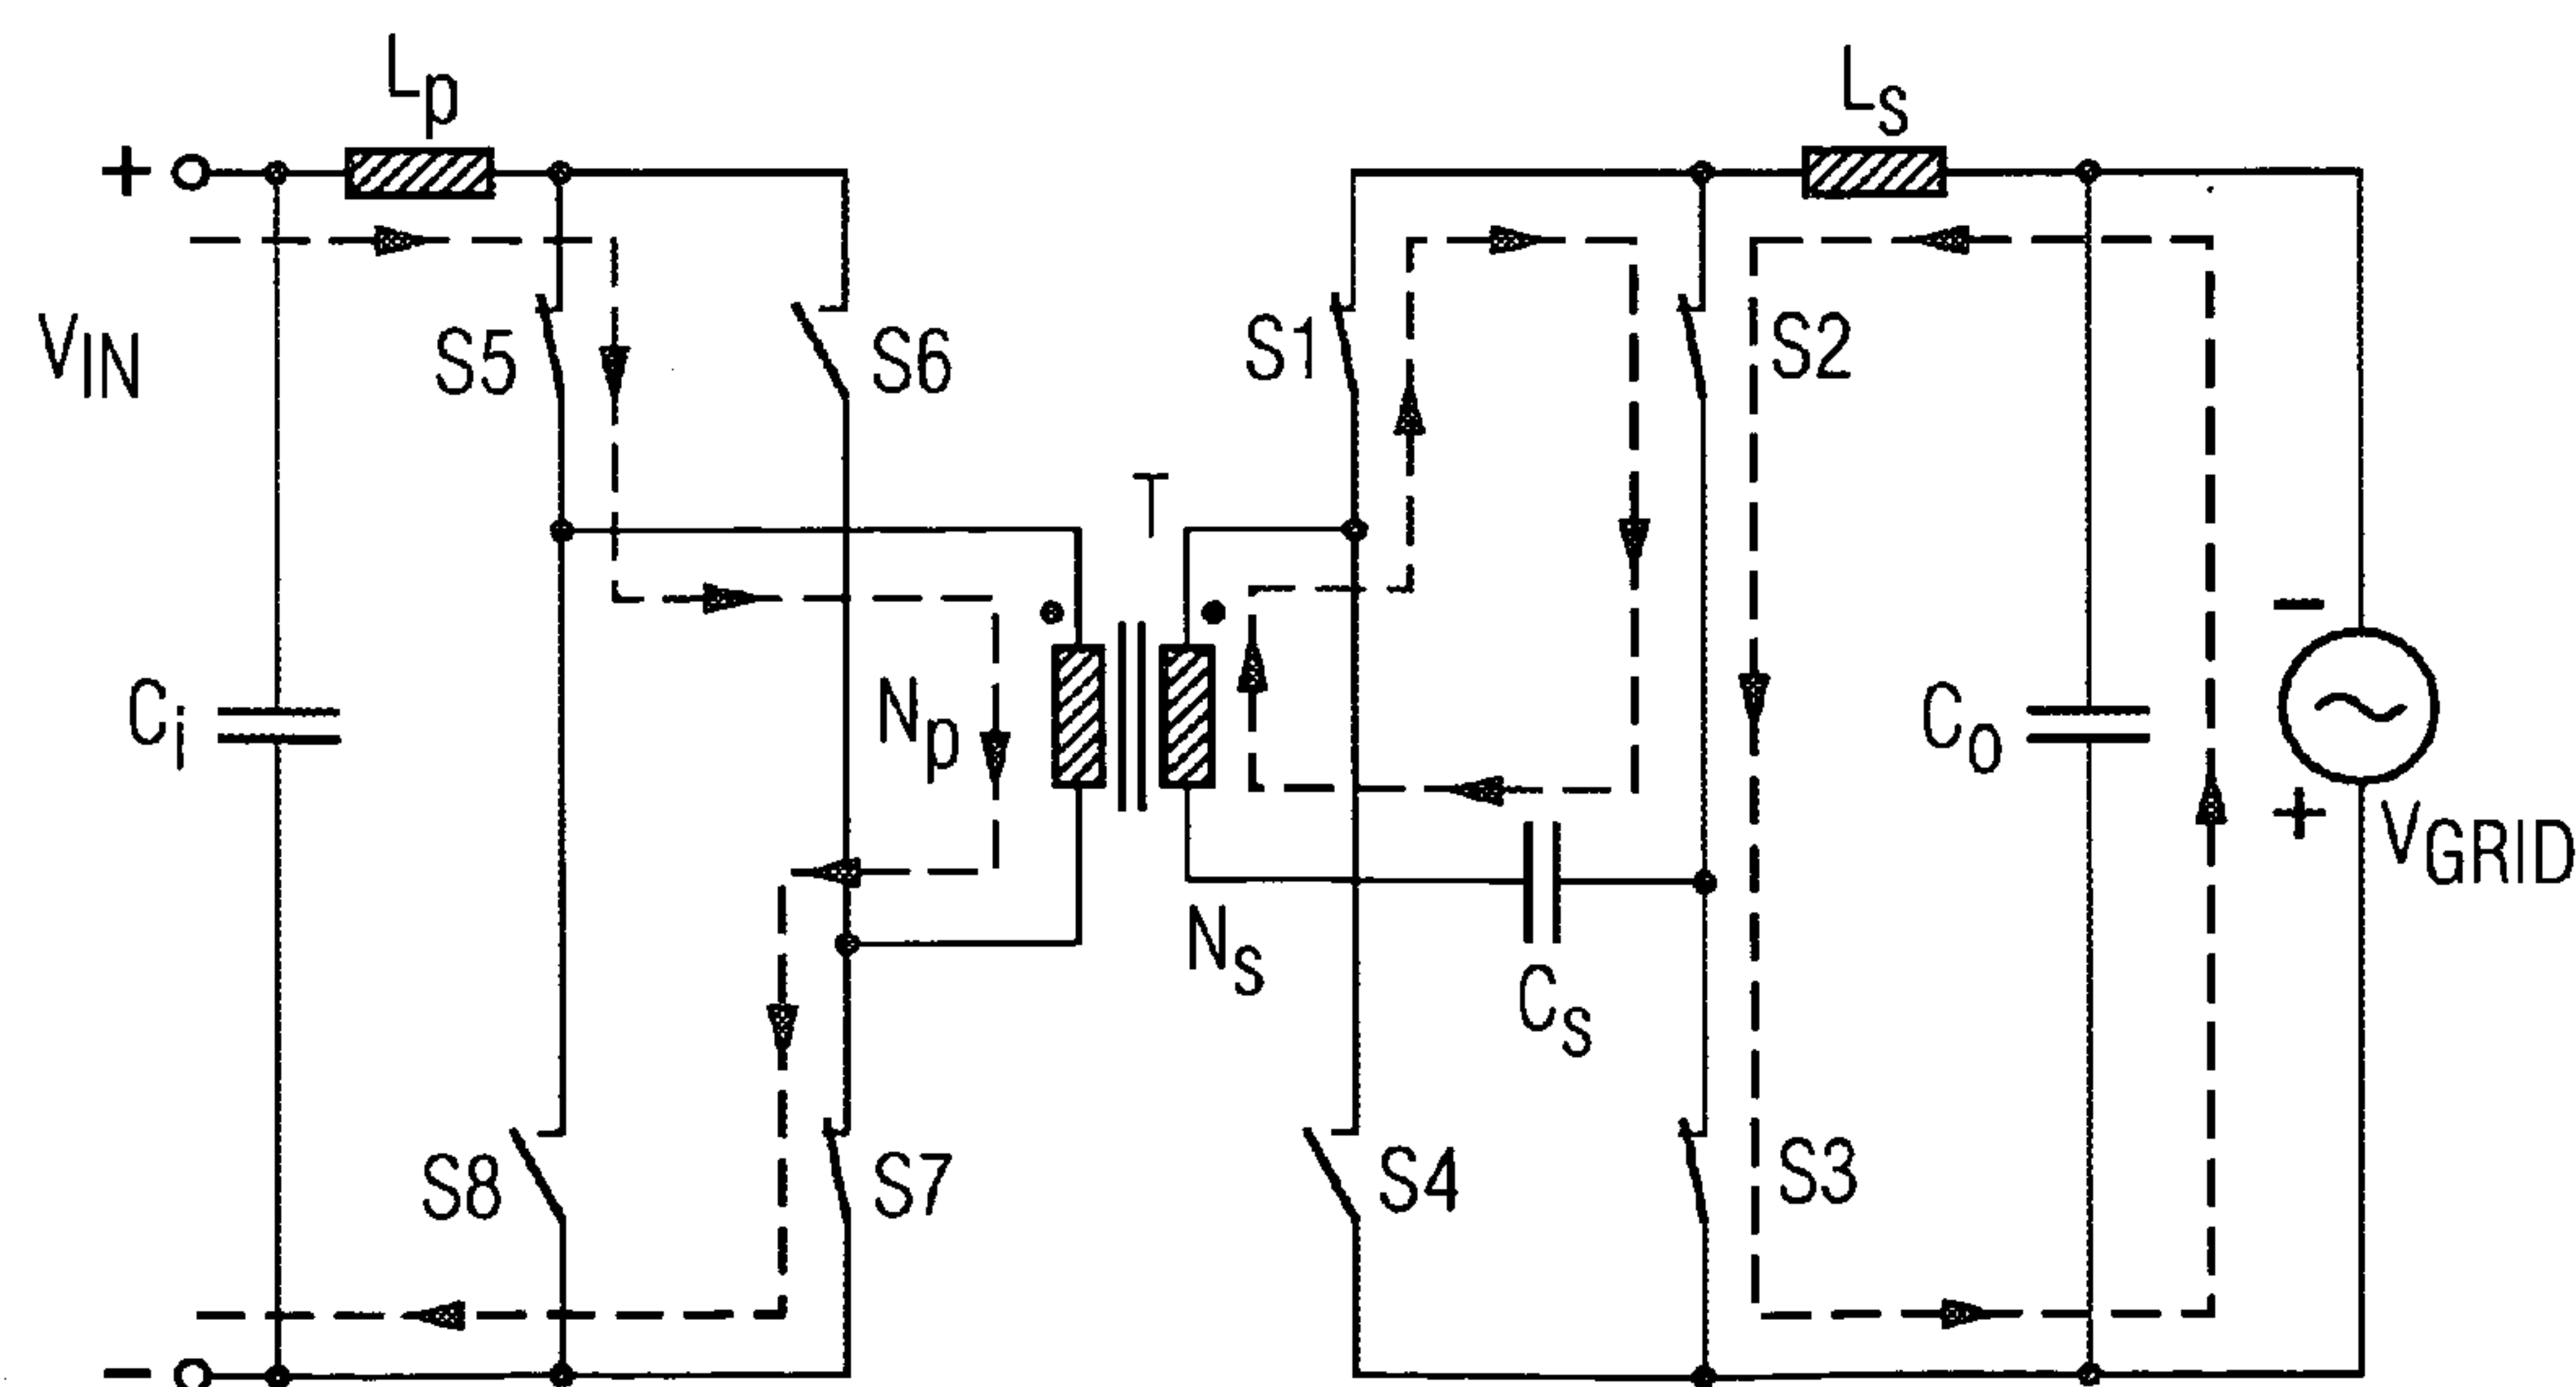 Lp
Ls
+
VIN
S5
S6
S1
S2
T
−
Ci
Np
Co
+
VGRID
Ns
Cs
S8
S7
S4
S3
−